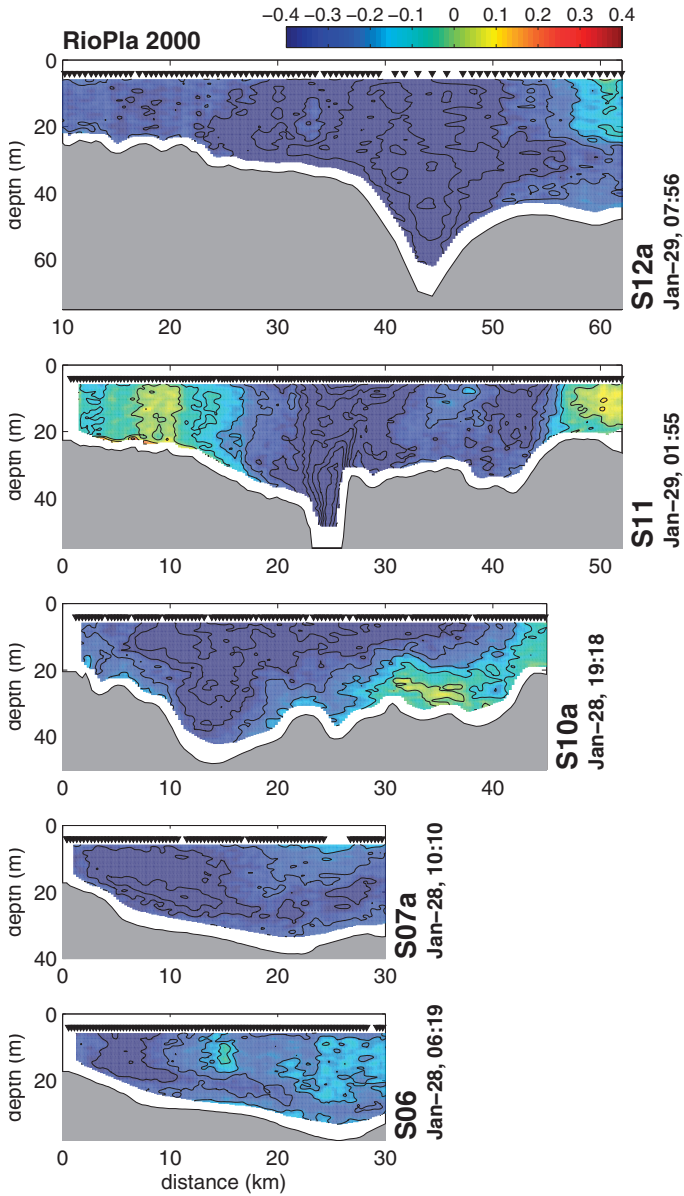 RioPla 2000
−0.4 −0.3 −0.2 −0.1 0 0.1 0.2 0.3 0.4
0
20
40
60
depth (m)
10 20 30 40 50 60
S12a
Jan−29, 07:56
0
20
40
depth (m)
0 10 20 30 40 50
S11
Jan−29, 01:55
0
20
40
depth (m)
0 10 20 30 40
S10a
Jan−28, 19:18
0
20
40
depth (m)
0 10 20 30
S07a
Jan−28, 10:10
0
20
depth (m)
0 10 20 30
distance (km)
S06
Jan−28, 06:19